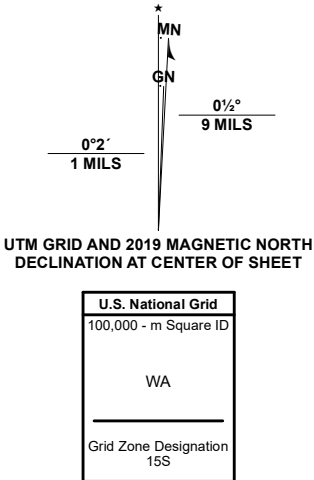 ★
MN
GN
0½°
9 MILS
0°2´
1 MILS
UTM GRID AND 2019 MAGNETIC NORTH
DECLINATION AT CENTER OF SHEET
U.S. National Grid
100,000 - m Square ID
WA
Grid Zone Designation
15S